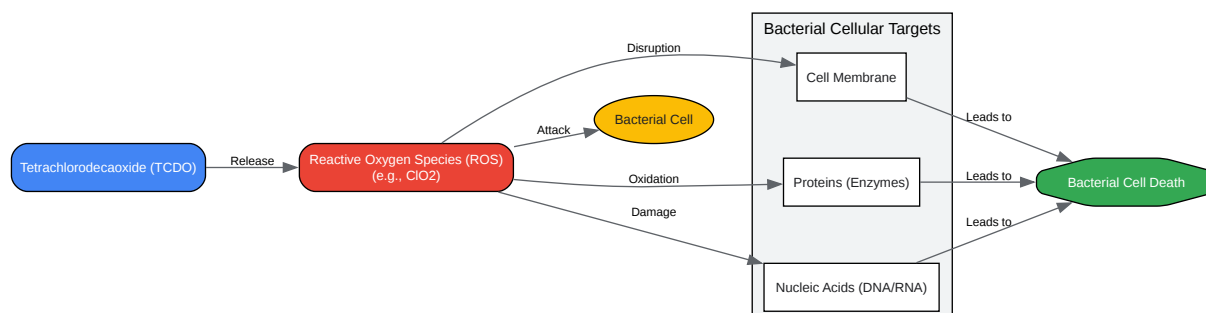 Bacterial Cellular Targets
Disruption
Cell Membrane
Bacterial Cell
Attack
Leads to
Tetrachlorodecaoxide (TCDO)
Release
Reactive Oxygen Species (ROS)
(e.g., ClO2)
Oxidation
Proteins (Enzymes)
Leads to
Bacterial Cell Death
Damage
Leads to
Nucleic Acids (DNA/RNA)